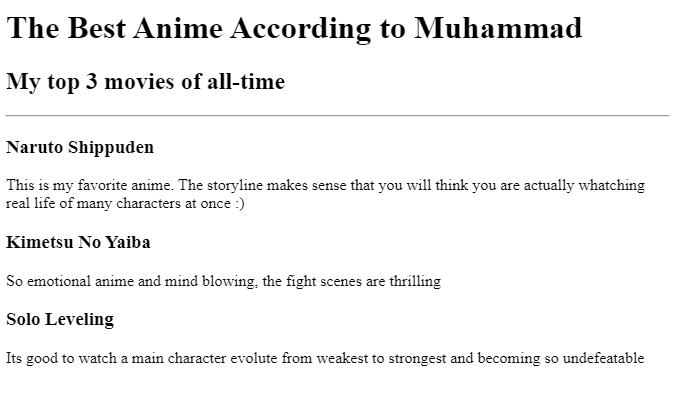 The Best Anime According to Muhammad
My top 3 movies of all-time
Naruto Shippuden
This is my favorite anime. The storyline makes sense that you will think you are actually whatching
real life of many characters at once :)
Kimetsu No Yaiba
So emotional anime and mind blowing, the fight scenes are thrilling
Solo Leveling
Its good to watch a main character evolute from weakest to strongest and becoming so undefeatable